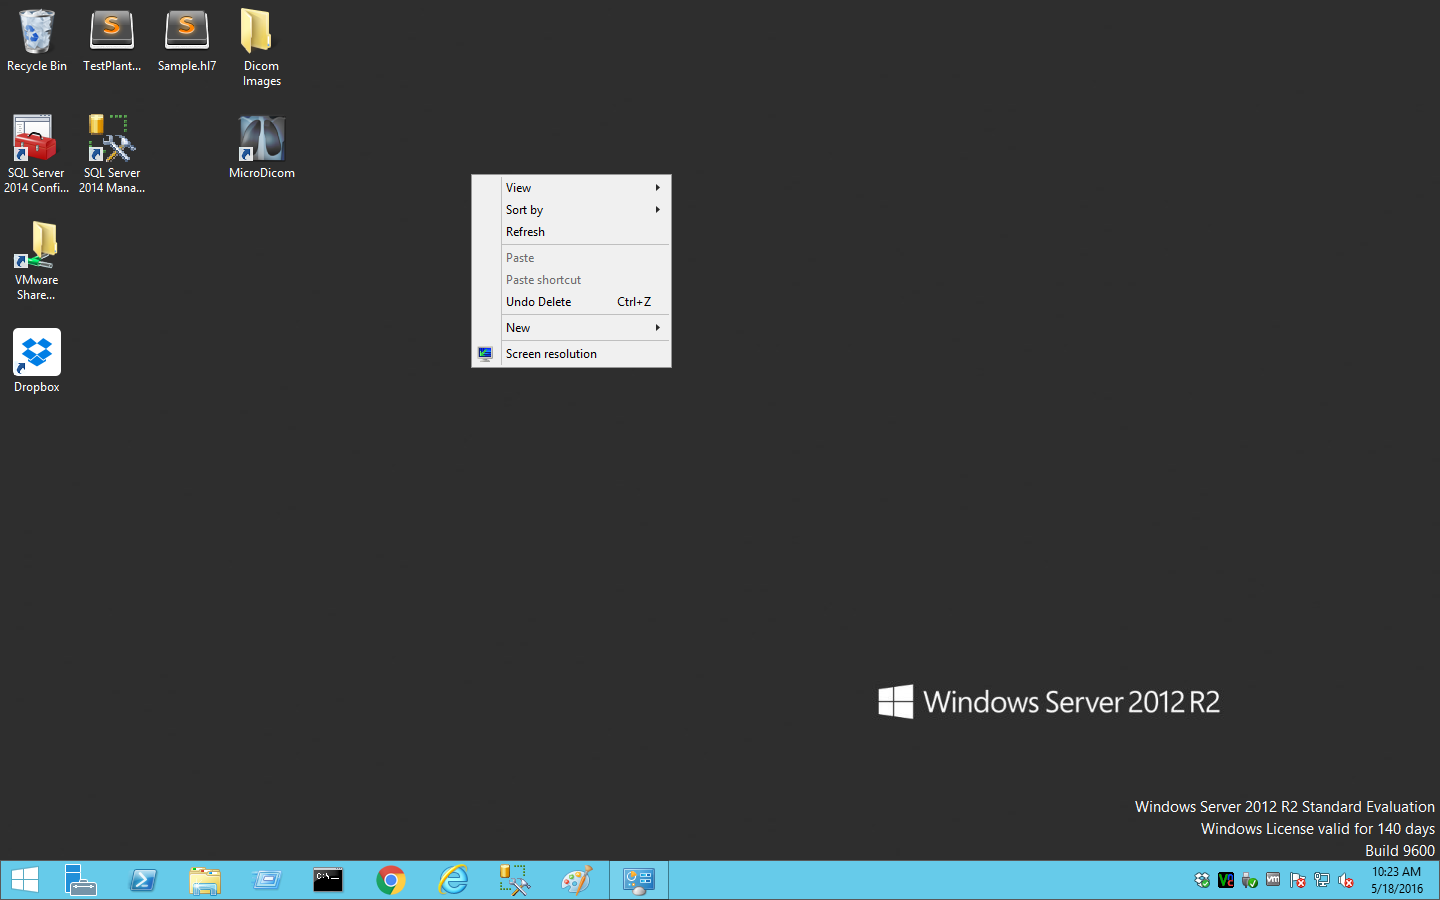 Recycle Bin
TestPlant...
Sample.hl7
Dicom
Images
SQL Server
2014 Confi...
SQL Server
2014 Mana...
MicroDicom
VMware
Share...
Dropbox
View
Sort by
Refresh
Paste
Paste shortcut
Undo Delete Ctrl+Z
New
Screen resolution
Windows Server 2012 R2
Windows Server 2012 R2 Standard Evaluation
Windows License valid for 140 days
Build 9600
10:23 AM
5/18/2016